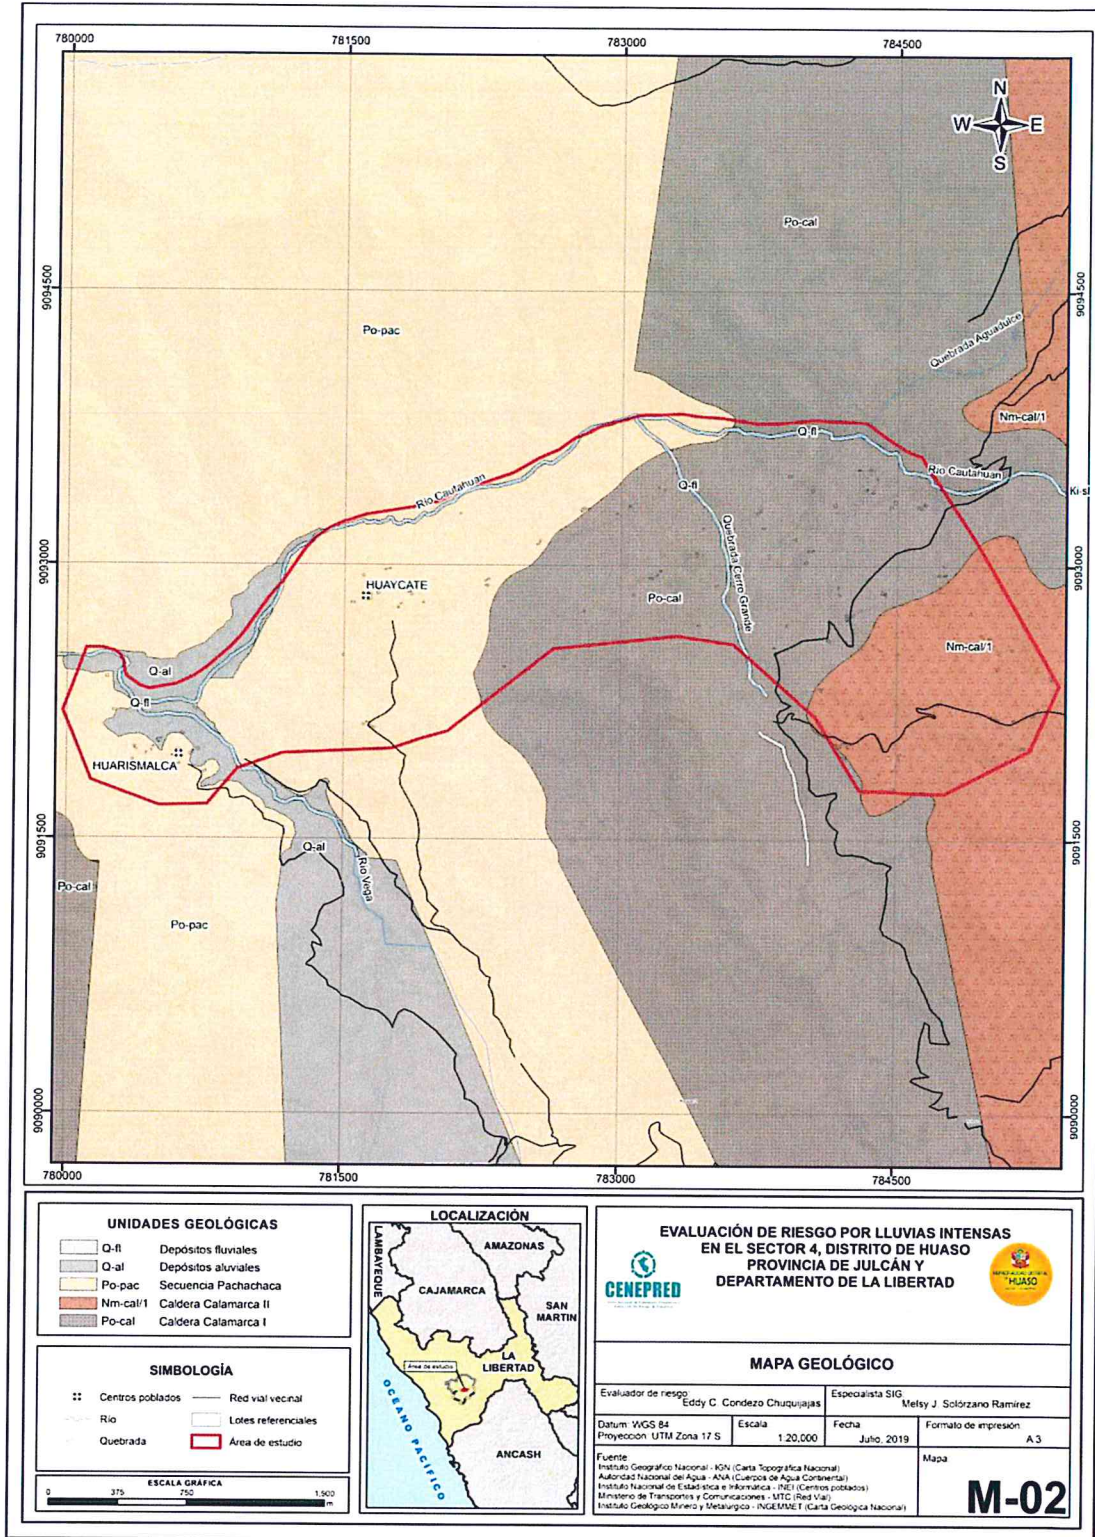 780000
781500
783000
784500
N
W
E
S
Po-cal
9094500
9094500
Po-pac
Quebrada Aguadulce
Nm-cal/1
Q-fl
Río Cautahuan
Río Cautahuan
Q-fl
Ki-s
Quebrada Cerro Grande
9093000
9093000
HUAYCATE
Po-cal
Nm-cal/1
Q-al
Q-fl
HUARISMALCA
9091500
9091500
Q-al
Río Vega
Po-cal
Po-pac
9090000
9090000
780000
781500
783000
784500
UNIDADES GEOLÓGICAS
Q-fl Depósitos fluviales
Q-al Depósitos aluviales
Po-pac Secuencia Pachachaca
Nm-cal/1 Caldera Calamarca II
Po-cal Caldera Calamarca I
SIMBOLOGÍA
Centros poblados
Red vial vecinal
Río
Lotes referenciales
Quebrada
Área de estudio
ESCALA GRÁFICA
0 375 750 1,500
m
LOCALIZACIÓN
LAMBAYEQUE
AMAZONAS
CAJAMARCA
SAN
MARTIN
LA
LIBERTAD
Área de estudio
OCEANO PACÍFICO
ANCASH
EVALUACIÓN DE RIESGO POR LLUVIAS INTENSAS
EN EL SECTOR 4, DISTRITO DE HUASO
PROVINCIA DE JULCÁN Y
DEPARTAMENTO DE LA LIBERTAD
CENEPRED
HUASO
MAPA GEOLÓGICO
Evaluador de riesgo:
Eddy C. Condezo Chuquijajas
Especialista SIG
Melsy J. Solórzano Ramírez
Datum: WGS 84
Proyección: UTM Zona 17 S
Escala
1:20,000
Fecha
Julio, 2019
Formato de impresión
A 3
Fuente
Instituto Geográfico Nacional - IGN (Carta Topográfica Nacional)
Autoridad Nacional del Agua - ANA (Cuerpos de Agua Continental)
Instituto Nacional de Estadística e Informática - INEI (Centros poblados)
Ministerio de Transportes y Comunicaciones - MTC (Red Vial)
Instituto Geológico Minero y Metalúrgico - INGEMMET (Carta Geológica Nacional)
Mapa
M-02